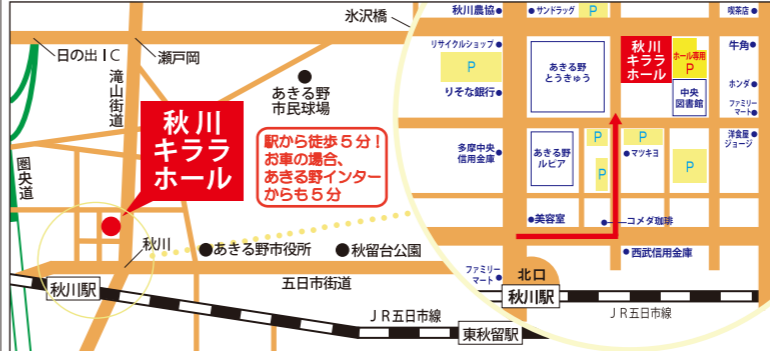 氷沢橋
日の出IC
瀬戸岡
滝山街道
あきる野
市民球場
秋川
キララ
ホール
駅から徒歩5分!
お車の場合、
あきる野インター
からも5分
圏央道
秋川
あきる野市役所
秋留台公園
五日市街道
秋川駅
JR五日市線
東秋留駅
秋川農協
サンドラッグ
P
喫茶店
リサイクルショップ
P
りそな銀行
あきる野
とうきゅう
秋川
キララ
ホール
ホール専用
P
牛角
中央
図書館
ホンダ
ファミリー
マート
多摩中央
信用金庫
あきる野
ルピア
P
P
P
マツキヨ
P
洋食屋
ジョージ
美容室
コメダ珈琲
西武信用金庫
ファミリー
マート
北口
秋川駅
JR五日市線